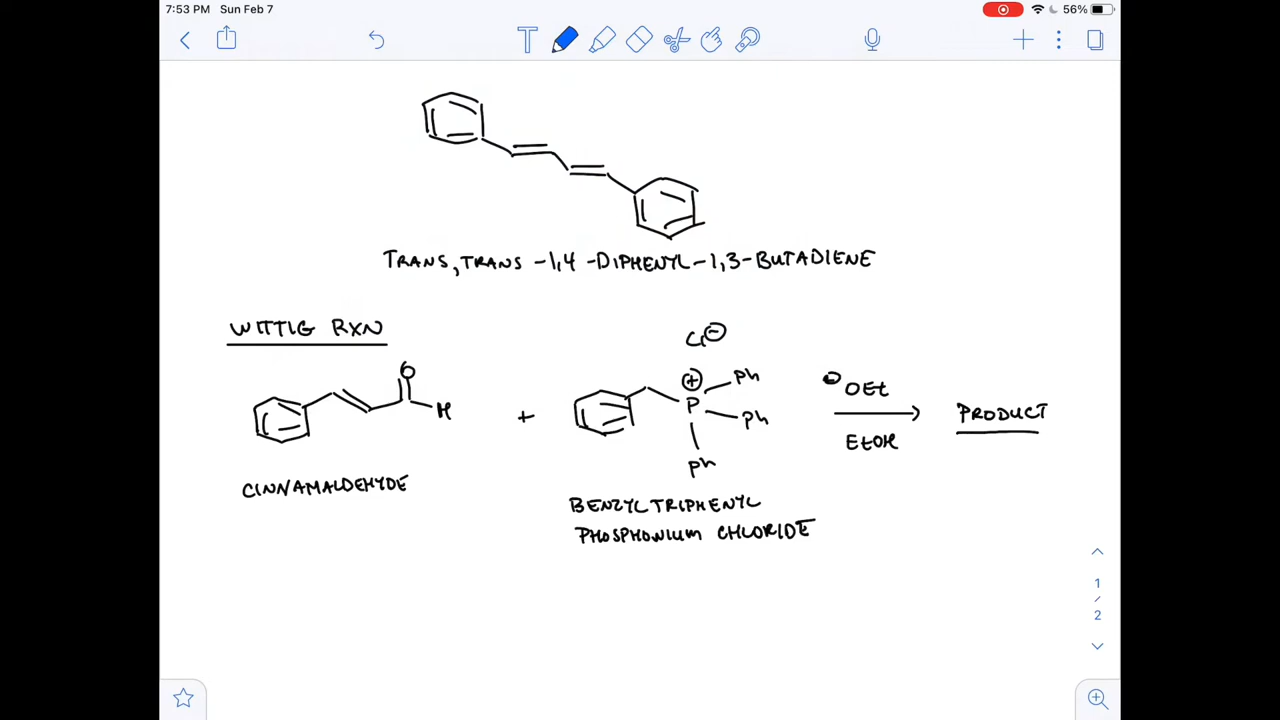 7:53 PM Sun Feb 7
56%
T
TRANS, TRANS -1,4 -DIPHENYL-1,3-BUTADIENE
WITTIG RXN
Cl⊖
O
H
+
⊕
P
Ph
Ph
Ph
⊖OEt
EtOH
PRODUCT
CINNAMALDEHYDE
BENZYLTRIPHENYL
PHOSPHONIUM CHLORIDE
1
/
2